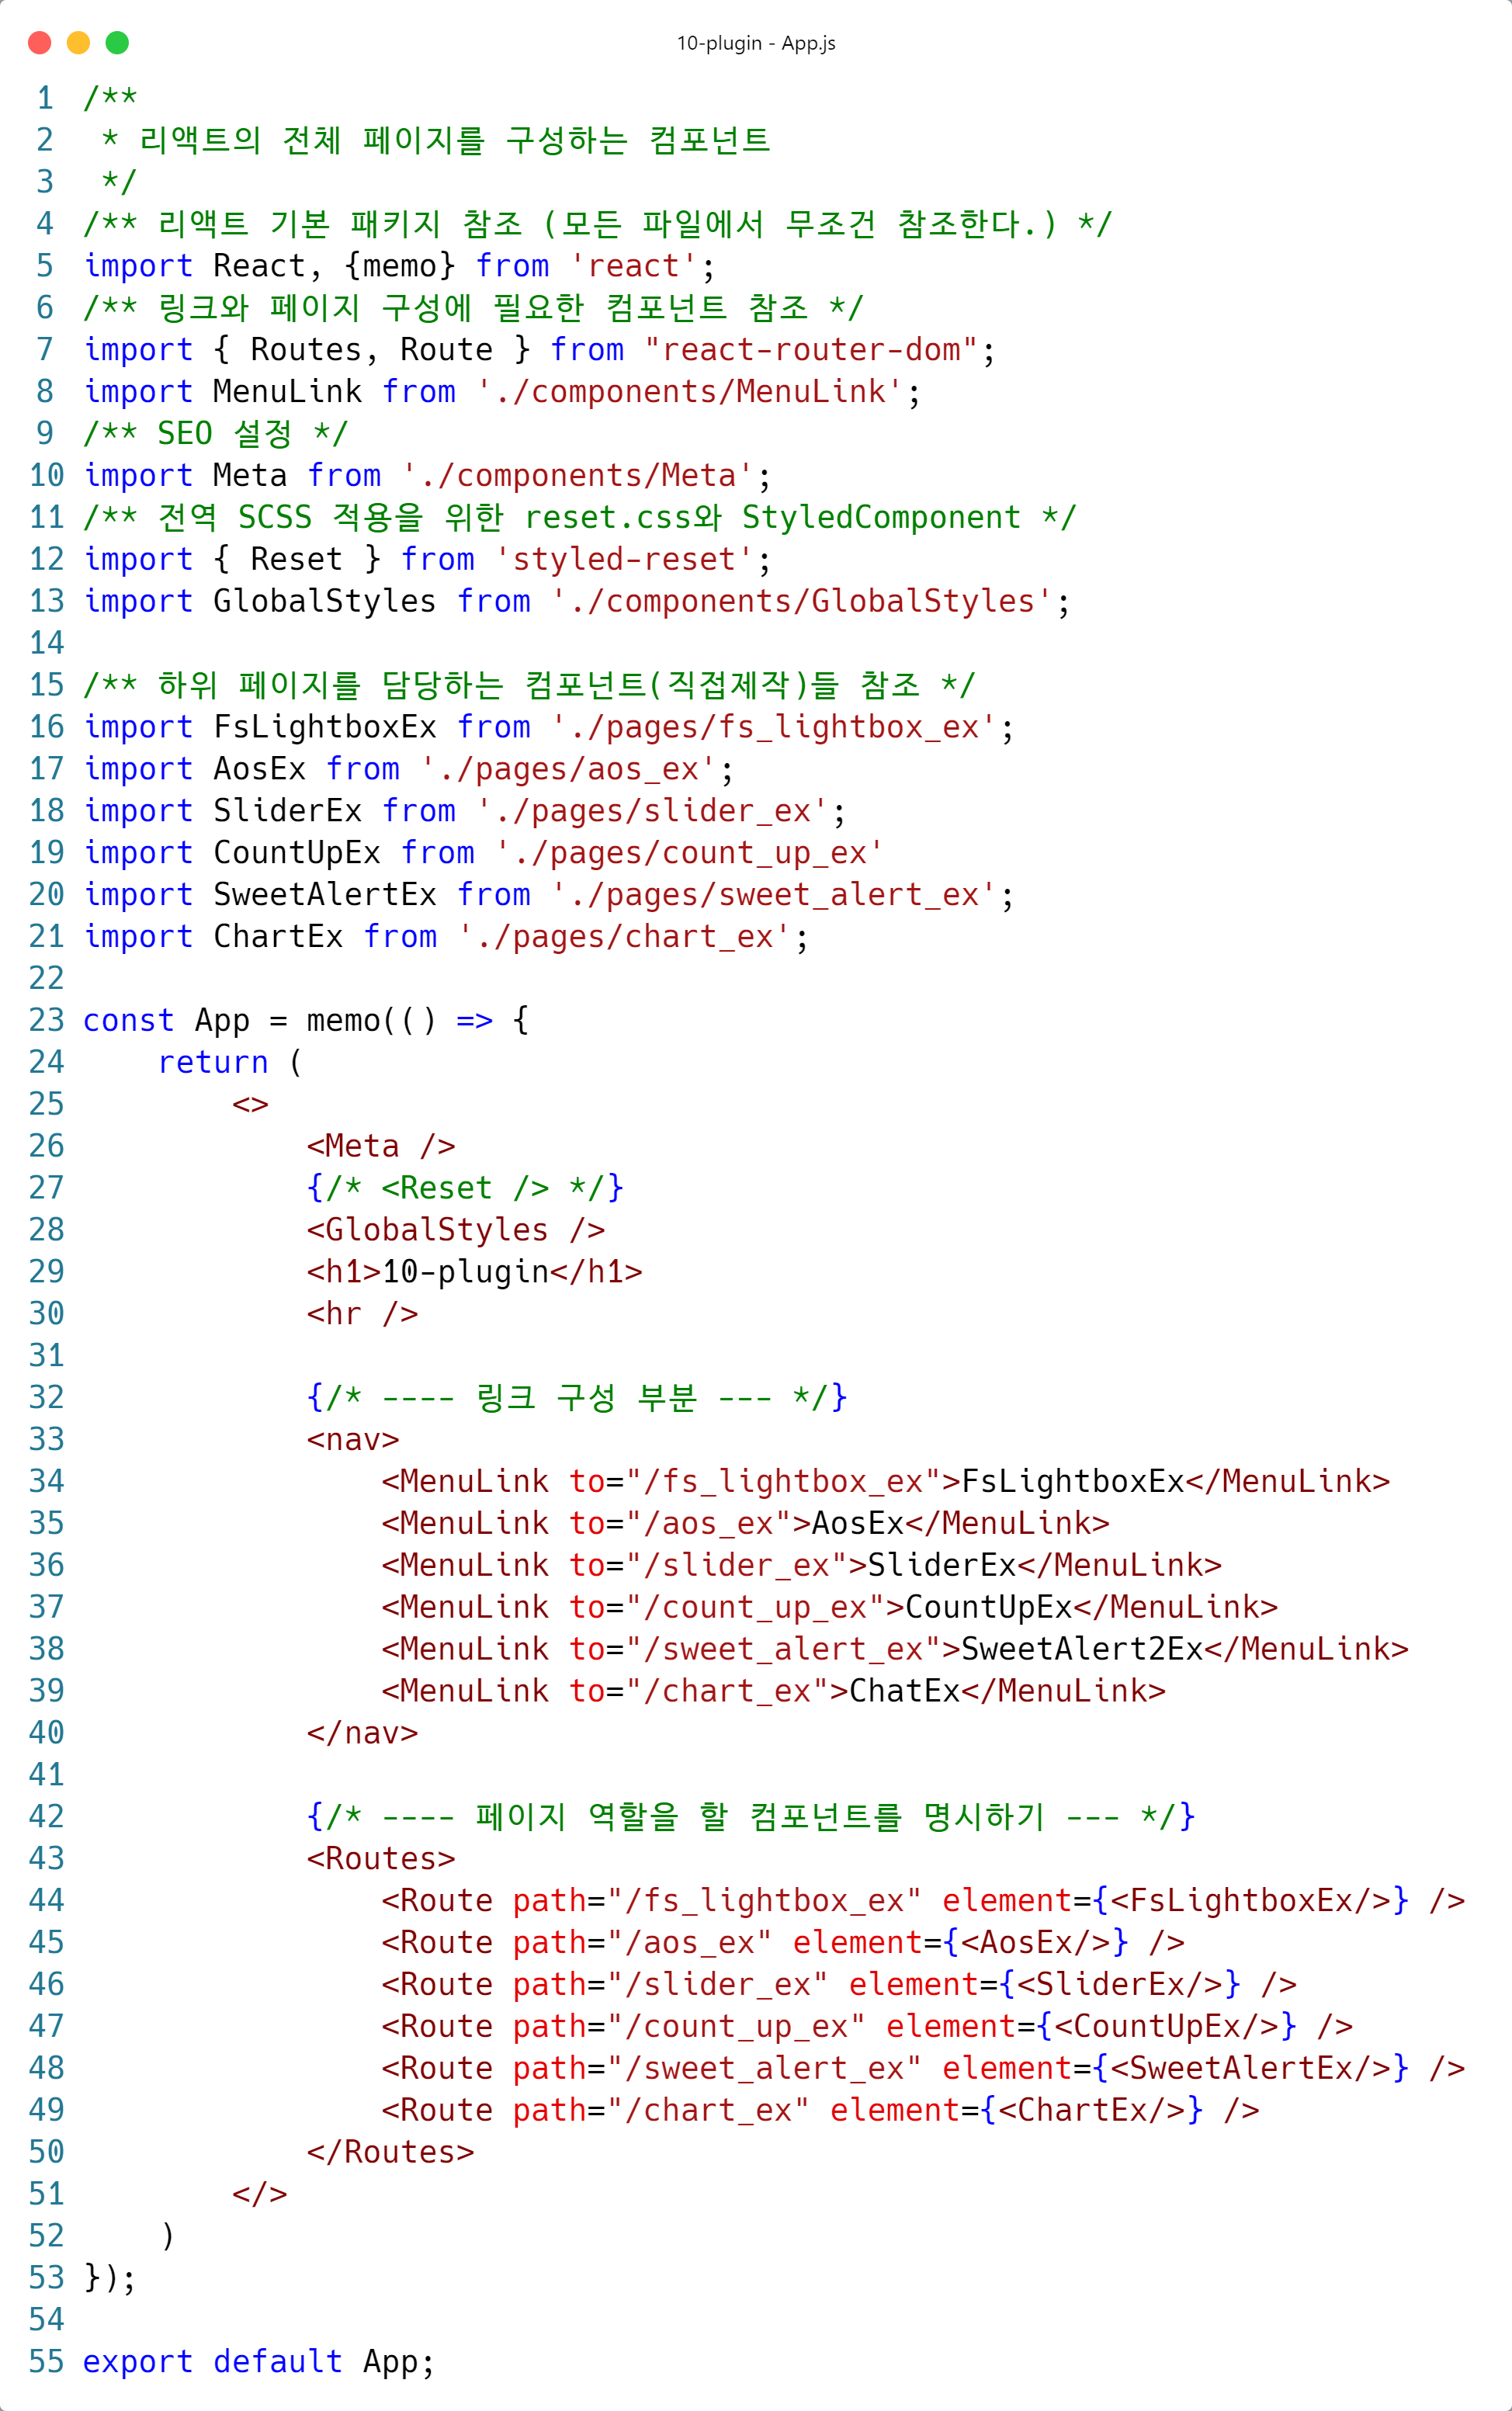 10-plugin - App.js
1 /**
2  * 리액트의 전체 페이지를 구성하는 컴포넌트
3  */
4 /** 리액트 기본 패키지 참조 (모든 파일에서 무조건 참조한다.) */
5 import React, {memo} from 'react';
6 /** 링크와 페이지 구성에 필요한 컴포넌트 참조 */
7 import { Routes, Route } from "react-router-dom";
8 import MenuLink from './components/MenuLink';
9 /** SEO 설정 */
10 import Meta from './components/Meta';
11 /** 전역 SCSS 적용을 위한 reset.css와 StyledComponent */
12 import { Reset } from 'styled-reset';
13 import GlobalStyles from './components/GlobalStyles';
14
15 /** 하위 페이지를 담당하는 컴포넌트(직접제작)들 참조 */
16 import FsLightboxEx from './pages/fs_lightbox_ex';
17 import AosEx from './pages/aos_ex';
18 import SliderEx from './pages/slider_ex';
19 import CountUpEx from './pages/count_up_ex'
20 import SweetAlertEx from './pages/sweet_alert_ex';
21 import ChartEx from './pages/chart_ex';
22
23 const App = memo(() => {
24     return (
25         <>
26             <Meta />
27             {/* <Reset /> */}
28             <GlobalStyles />
29             <h1>10-plugin</h1>
30             <hr />
31
32             {/* ---- 링크 구성 부분 --- */}
33             <nav>
34                 <MenuLink to="/fs_lightbox_ex">FsLightboxEx</MenuLink>
35                 <MenuLink to="/aos_ex">AosEx</MenuLink>
36                 <MenuLink to="/slider_ex">SliderEx</MenuLink>
37                 <MenuLink to="/count_up_ex">CountUpEx</MenuLink>
38                 <MenuLink to="/sweet_alert_ex">SweetAlert2Ex</MenuLink>
39                 <MenuLink to="/chart_ex">ChatEx</MenuLink>
40             </nav>
41
42             {/* ---- 페이지 역할을 할 컴포넌트를 명시하기 --- */}
43             <Routes>
44                 <Route path="/fs_lightbox_ex" element={<FsLightboxEx/>} />
45                 <Route path="/aos_ex" element={<AosEx/>} />
46                 <Route path="/slider_ex" element={<SliderEx/>} />
47                 <Route path="/count_up_ex" element={<CountUpEx/>} />
48                 <Route path="/sweet_alert_ex" element={<SweetAlertEx/>} />
49                 <Route path="/chart_ex" element={<ChartEx/>} />
50             </Routes>
51         </>
52     )
53 });
54
55 export default App;